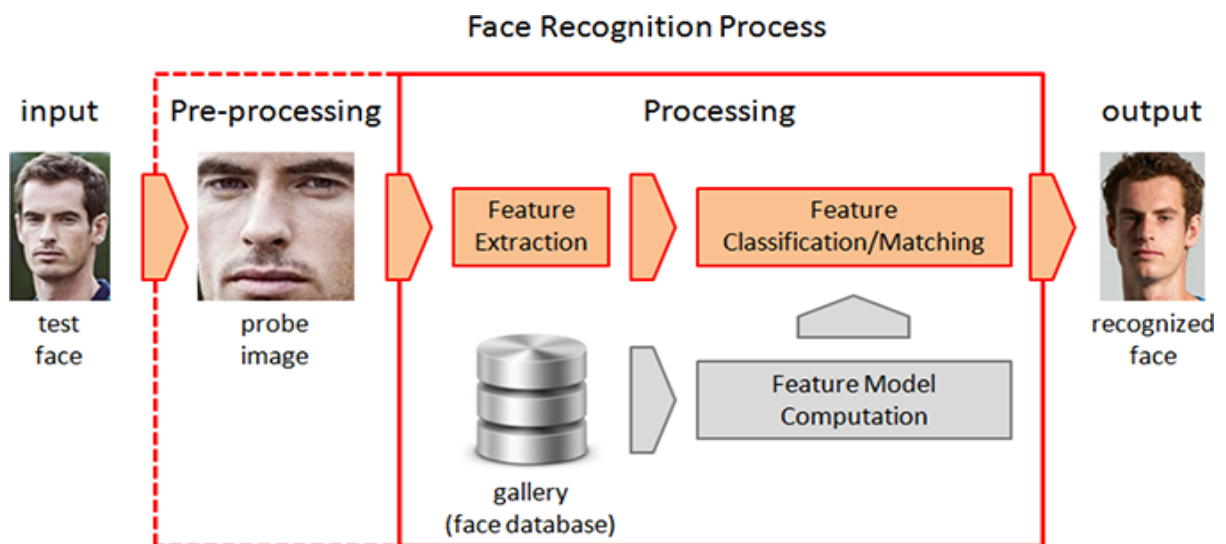 Face Recognition Process
input
Pre-processing
Processing
output
test
face
probe
image
Feature
Extraction
Feature
Classification/Matching
recognized
face
gallery
(face database)
Feature Model
Computation